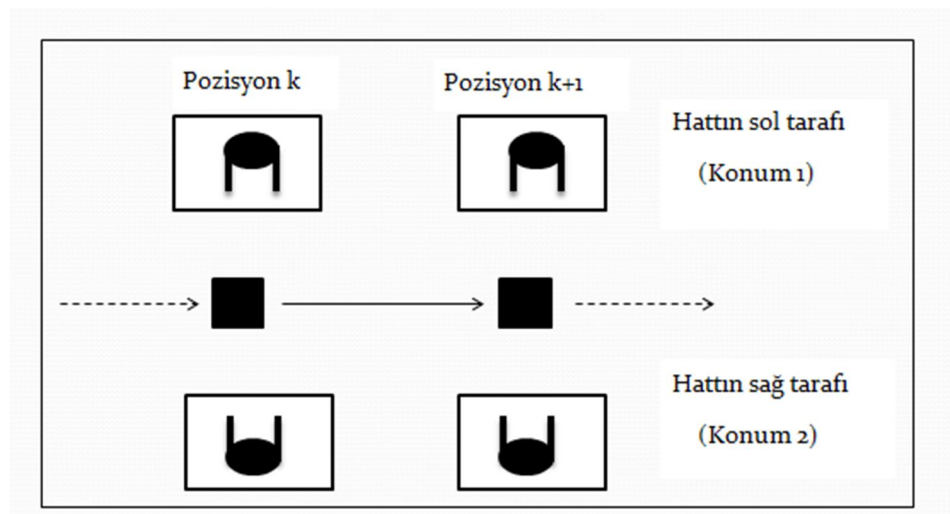 Pozisyon k
Pozisyon k+1
Hattın sol tarafı
(Konum 1)
Hattın sağ tarafı
(Konum 2)